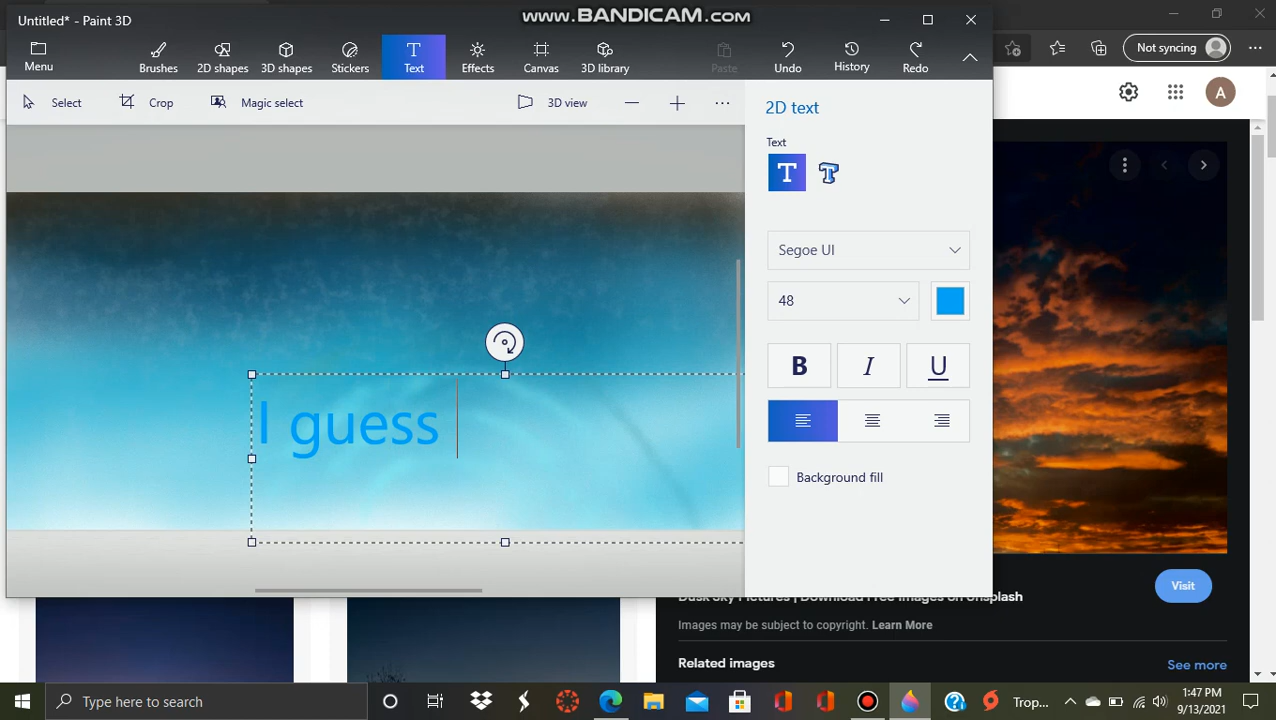 Untitled* - Paint 3D
www.BANDICAM.com
Menu
Brushes
2D shapes
3D shapes
Stickers
Text
Effects
Canvas
3D library
Paste
Undo
History
Redo
Not syncing
Select
Crop
Magic select
3D view
2D text
A
Text
T
T
Segoe UI
48
B
I
U
I guess
Background fill
Visit
Dusk Sky Pictures | Download Free Images on Unsplash
Images may be subject to copyright. Learn More
Related images
See more
Type here to search
Trop...
1:47 PM
9/13/2021